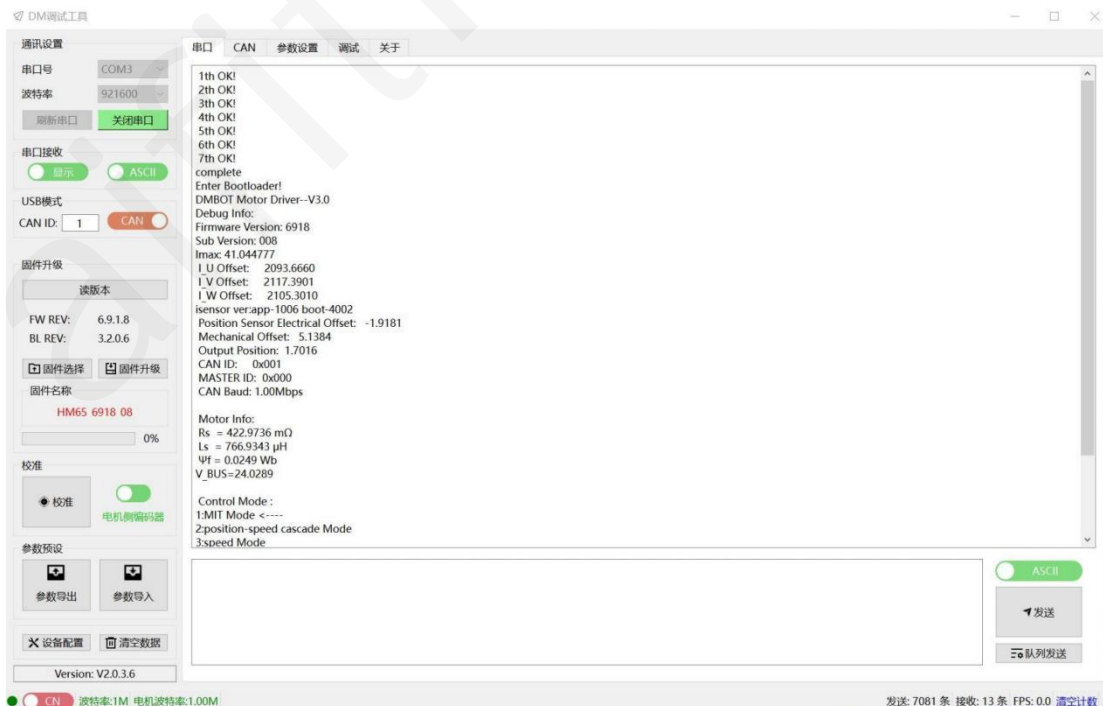 DM调试工具
通讯设置
串口号 COM3
波特率 921600
刷新串口 关闭串口
串口接收
显示 ASCII
USB模式
CAN ID: 1 CAN
固件升级
读版本
FW REV: 6.9.1.8
BL REV: 3.2.0.6
固件选择 固件升级
固件名称
HM65 6918 08
0%
校准
校准
电机侧编码器
参数预设
参数导出 参数导入
设备配置 清空数据
Version: V2.0.3.6
串口 CAN 参数设置 调试 关于
1th OK!
2th OK!
3th OK!
4th OK!
5th OK!
6th OK!
7th OK!
complete
Enter Bootloader!
DMBOT Motor Driver--V3.0
Debug Info:
Firmware Version: 6918
Sub Version: 008
Imax: 41.044777
I_U Offset: 2093.6660
I_V Offset: 2117.3901
I_W Offset: 2105.3010
isensor ver:app-1006 boot-4002
Position Sensor Electrical Offset: -1.9181
Mechanical Offset: 5.1384
Output Position: 1.7016
CAN ID: 0x001
MASTER ID: 0x000
CAN Baud: 1.00Mbps
Motor Info:
Rs = 422.9736 mΩ
Ls = 766.9343 μH
Ψf = 0.0249 Wb
V_BUS=24.0289
Control Mode :
1:MIT Mode <----
2:position-speed cascade Mode
3:speed Mode
ASCII
发送
队列发送
CN 波特率:1M 电机波特率:1.00M
发送: 7081 条 接收: 13 条 FPS: 0.0 清空计数